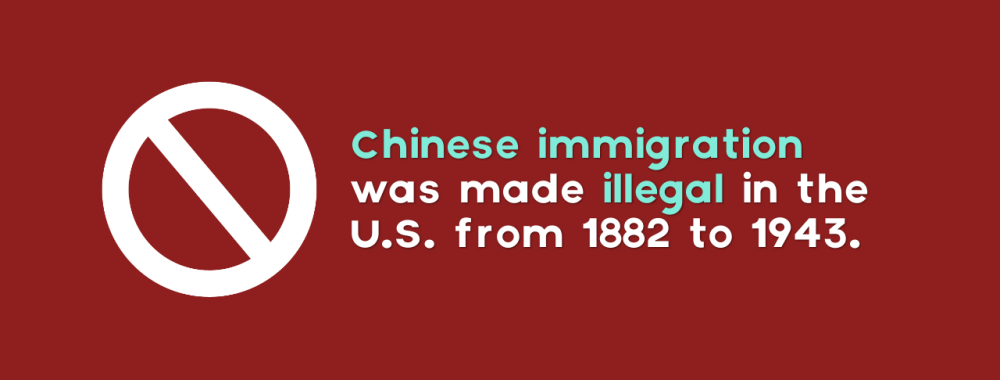 Chinese immigration
was made illegal in the
U.S. from 1882 to 1943.